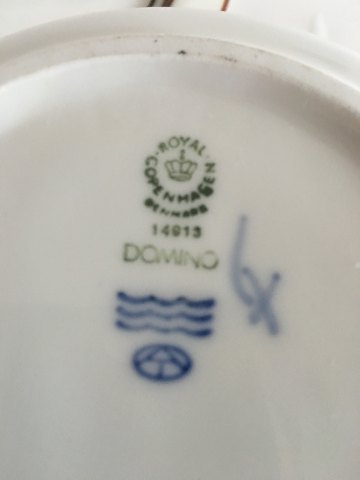 ROYAL COPENHAGEN
DENMARK
14913
DOMINO